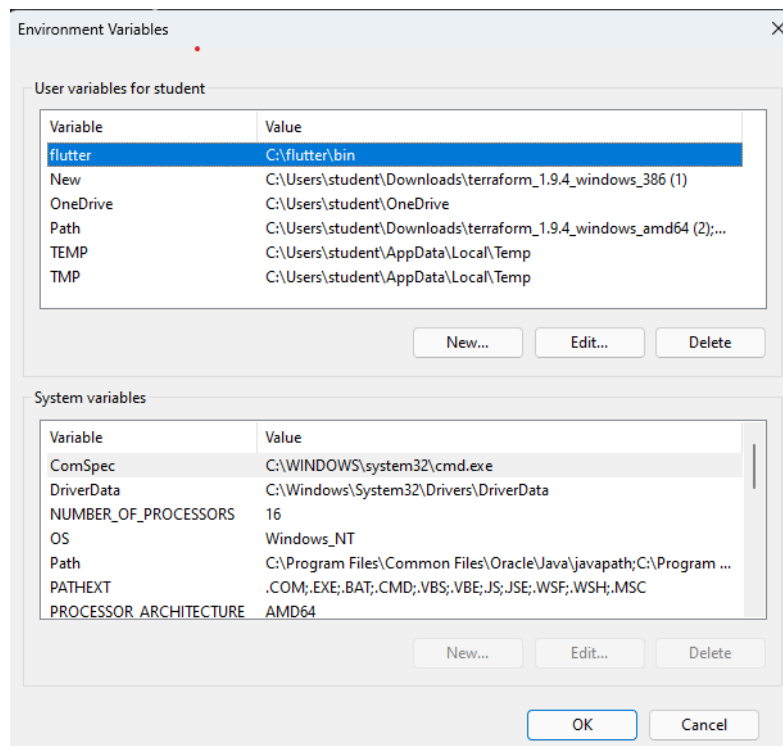 Environment Variables
User variables for student
Variable Value
flutter C:\flutter\bin
New C:\Users\student\Downloads\terraform_1.9.4_windows_386 (1)
OneDrive C:\Users\student\OneDrive
Path C:\Users\student\Downloads\terraform_1.9.4_windows_amd64 (2);...
TEMP C:\Users\student\AppData\Local\Temp
TMP C:\Users\student\AppData\Local\Temp
New... Edit... Delete
System variables
Variable Value
ComSpec C:\WINDOWS\system32\cmd.exe
DriverData C:\Windows\System32\Drivers\DriverData
NUMBER_OF_PROCESSORS 16
OS Windows_NT
Path C:\Program Files\Common Files\Oracle\Java\javapath;C:\Program ...
PATHEXT .COM;.EXE;.BAT;.CMD;.VBS;.VBE;.JS;.JSE;.WSF;.WSH;.MSC
PROCESSOR_ARCHITECTURE AMD64
New... Edit... Delete
OK Cancel